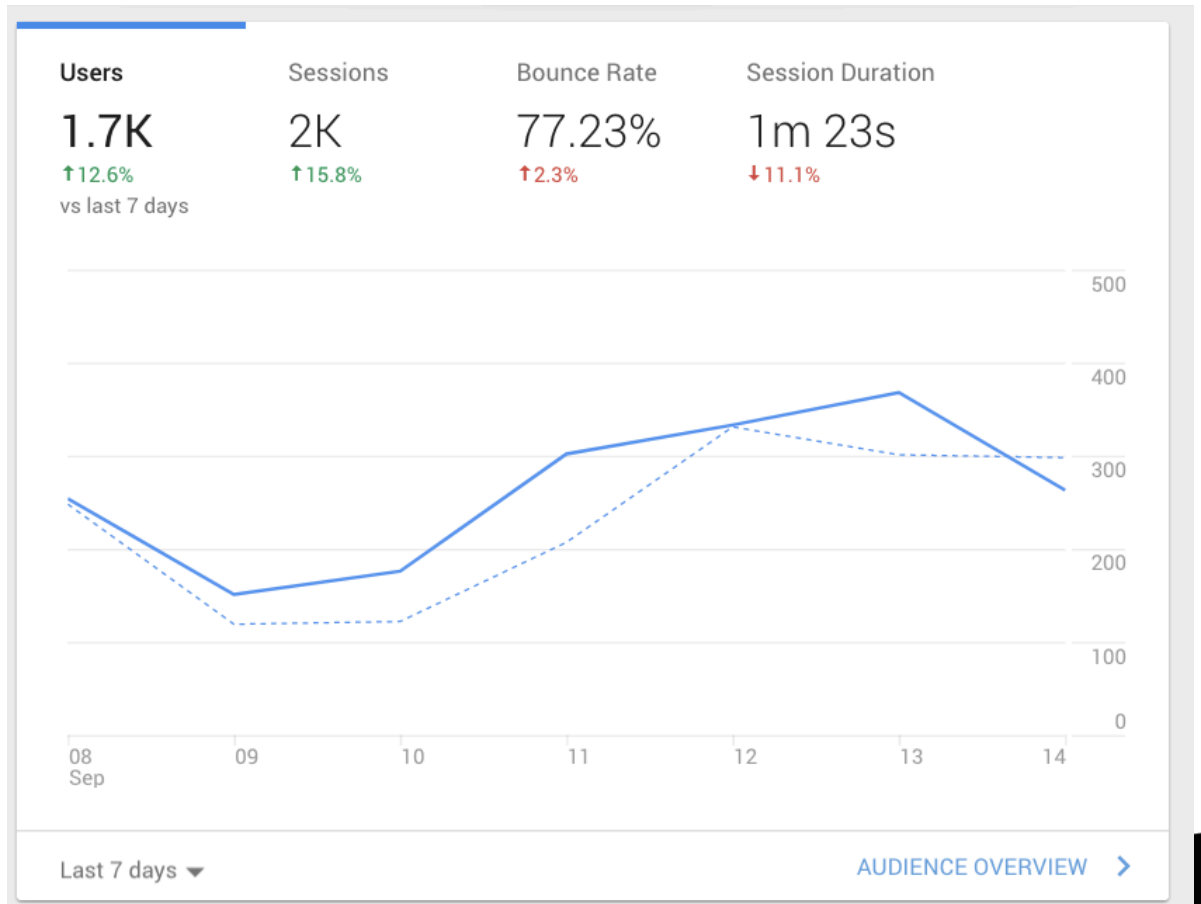 Users Sessions Bounce Rate Session Duration
1.7K 2K 77.23% 1m 23s
↑12.6% ↑15.8% ↑2.3% ↓11.1%
vs last 7 days
500
400
300
200
100
0
08 09 10 11 12 13 14
Sep
Last 7 days AUDIENCE OVERVIEW